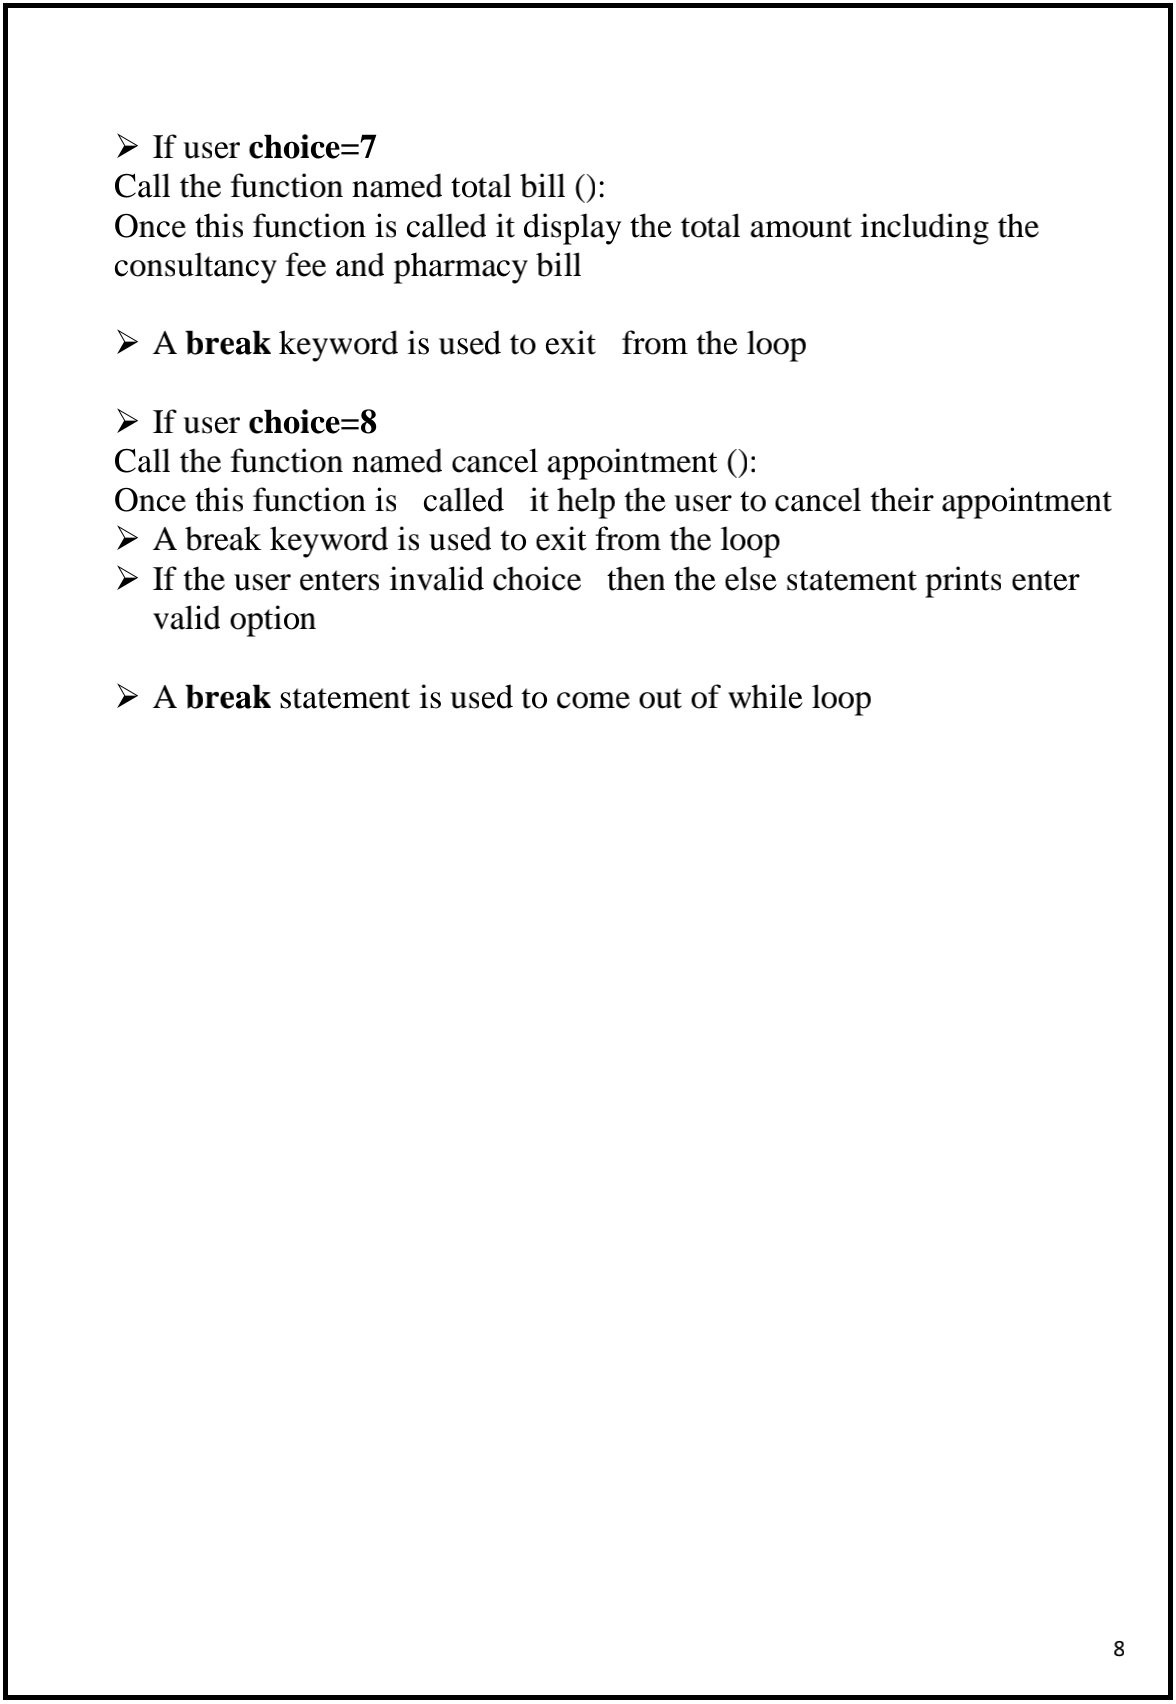 ➢ If user choice=7
Call the function named total bill ():
Once this function is called it display the total amount including the
consultancy fee and pharmacy bill
➢ A break keyword is used to exit   from the loop
➢ If user choice=8
Call the function named cancel appointment ():
Once this function is   called   it help the user to cancel their appointment
➢ A break keyword is used to exit from the loop
➢ If the user enters invalid choice   then the else statement prints enter
valid option
➢ A break statement is used to come out of while loop
8